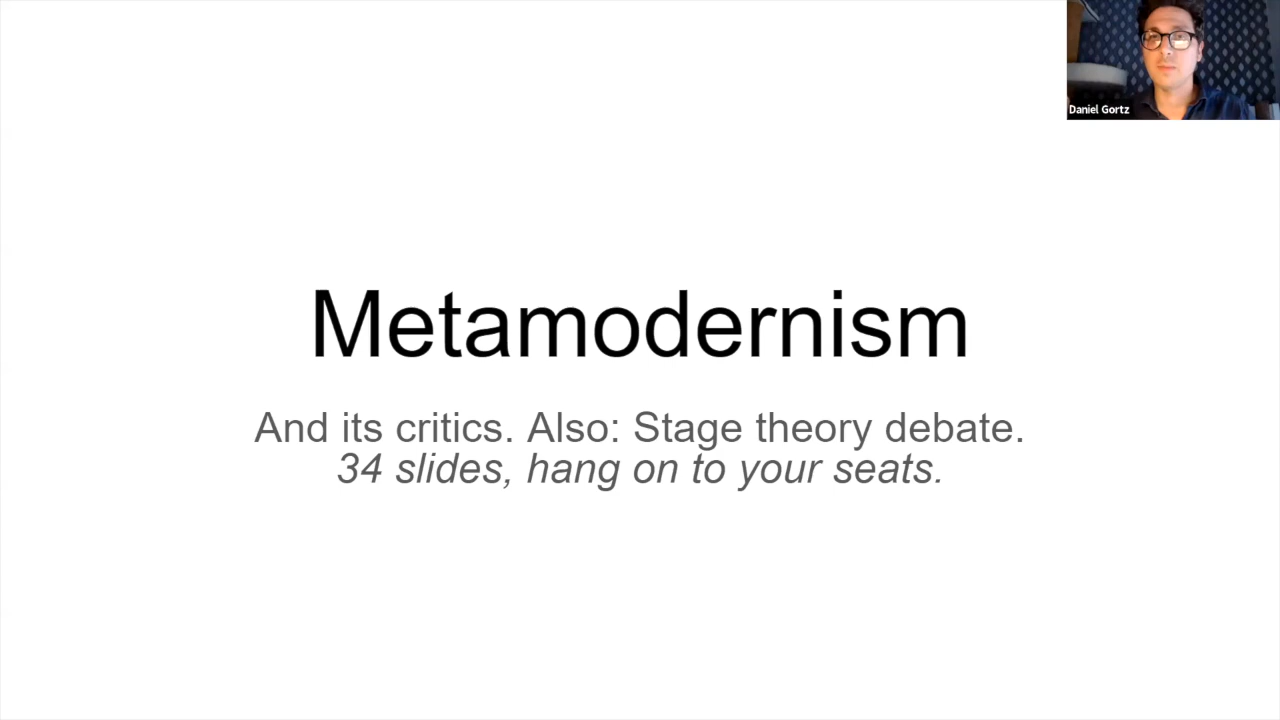 Daniel Gortz
Metamodernism
And its critics. Also: Stage theory debate.
34 slides, hang on to your seats.